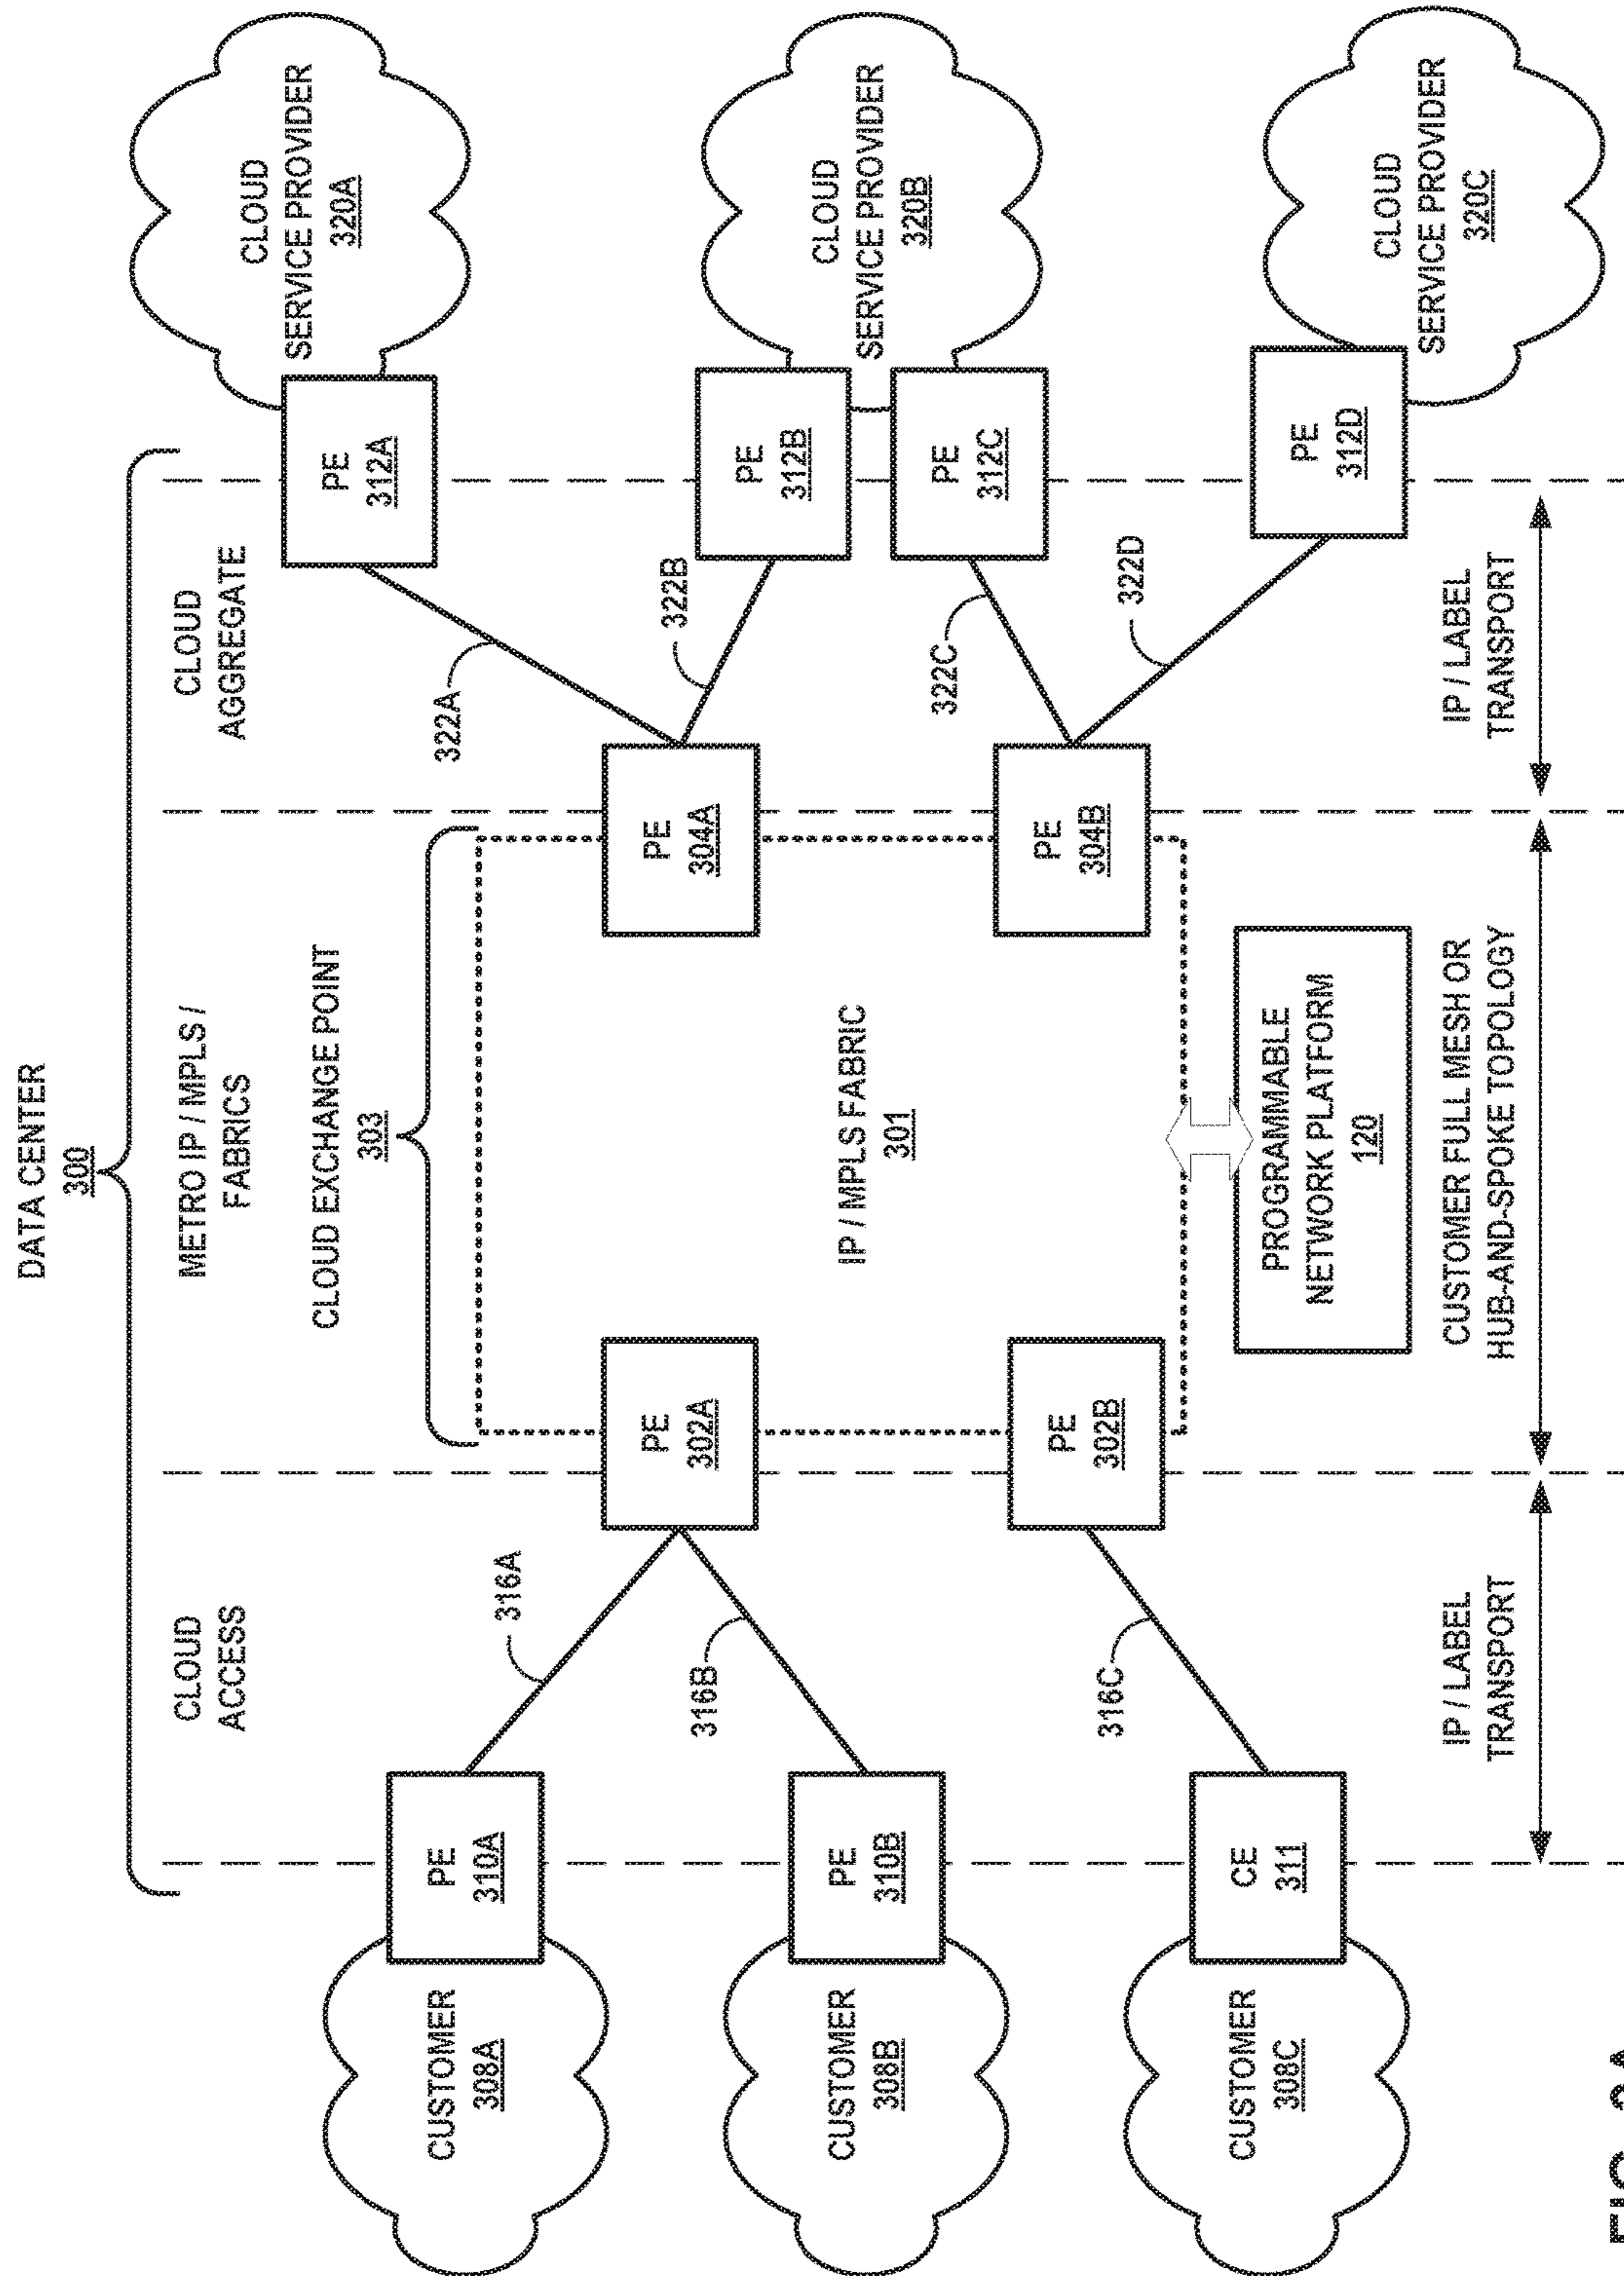 DATA CENTER
300
CLOUD
ACCESS
METRO IP / MPLS /
FABRICS
CLOUD
AGGREGATE
CLOUD EXCHANGE POINT
303
CUSTOMER
308A
PE
310A
316A
PE
302A
PE
304A
322A
PE
312A
CLOUD
SERVICE PROVIDER
320A
CUSTOMER
308B
PE
310B
316B
IP / MPLS FABRIC
301
322B
PE
312B
CLOUD
SERVICE PROVIDER
320B
322C
PE
312C
CUSTOMER
308C
CE
311
316C
PE
302B
PE
304B
322D
PE
312D
CLOUD
SERVICE PROVIDER
320C
PROGRAMMABLE
NETWORK PLATFORM
120
IP / LABEL
TRANSPORT
CUSTOMER FULL MESH OR
HUB-AND-SPOKE TOPOLOGY
IP / LABEL
TRANSPORT